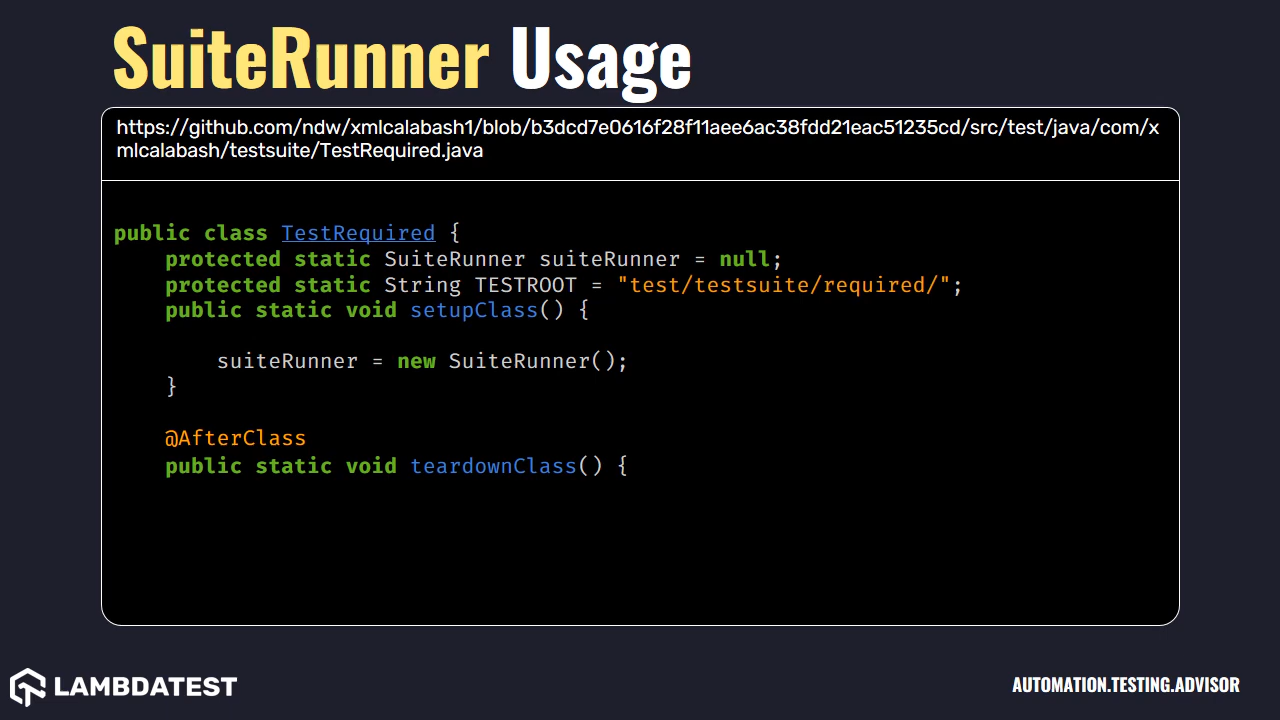 SuiteRunner Usage
https://github.com/ndw/xmlcalabash1/blob/b3dcd7e0616f28f11aee6ac38fdd21eac51235cd/src/test/java/com/x
mlcalabash/testsuite/TestRequired.java
public class TestRequired {
    protected static SuiteRunner suiteRunner = null;
    protected static String TESTROOT = "test/testsuite/required/";
    public static void setupClass() {
        suiteRunner = new SuiteRunner();
    }
    @AfterClass
    public static void teardownClass() {
LAMBDATEST
AUTOMATION.TESTING.ADVISOR